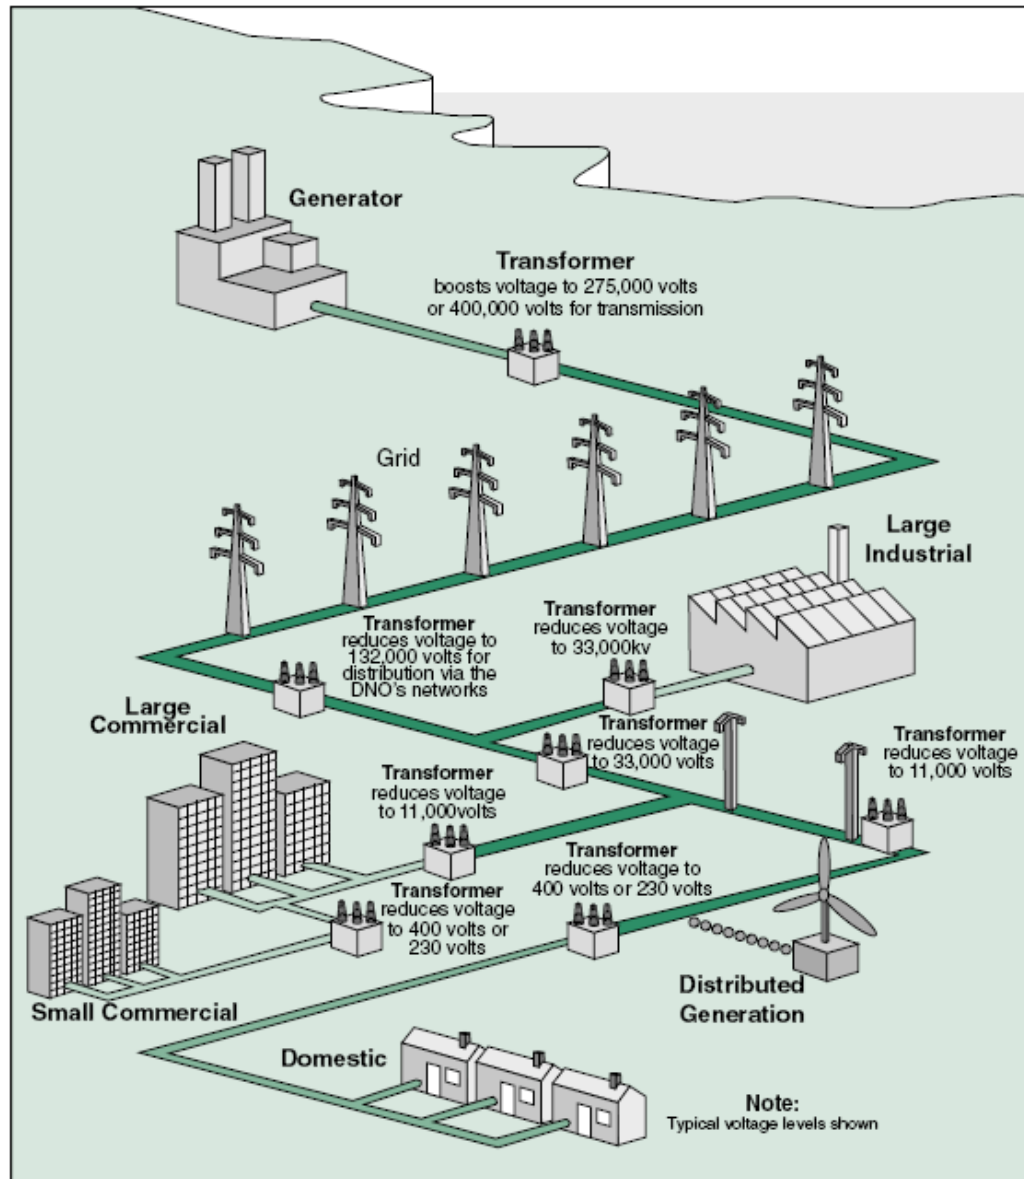 Generator
Transformer
boosts voltage to 275,000 volts
or 400,000 volts for transmission
Grid
Large
Industrial
Transformer
reduces voltage to
132,000 volts for
distribution via the
DNO's networks
Transformer
reduces voltage
to 33,000kv
Large
Commercial
Transformer
reduces voltage
to 33,000 volts
Transformer
reduces voltage
to 11,000 volts
Transformer
reduces voltage
to 11,000volts
Transformer
reduces voltage to
400 volts or 230 volts
Transformer
reduces voltage
to 400 volts or
230 volts
Small Commercial
Distributed
Generation
Domestic
Note:
Typical voltage levels shown